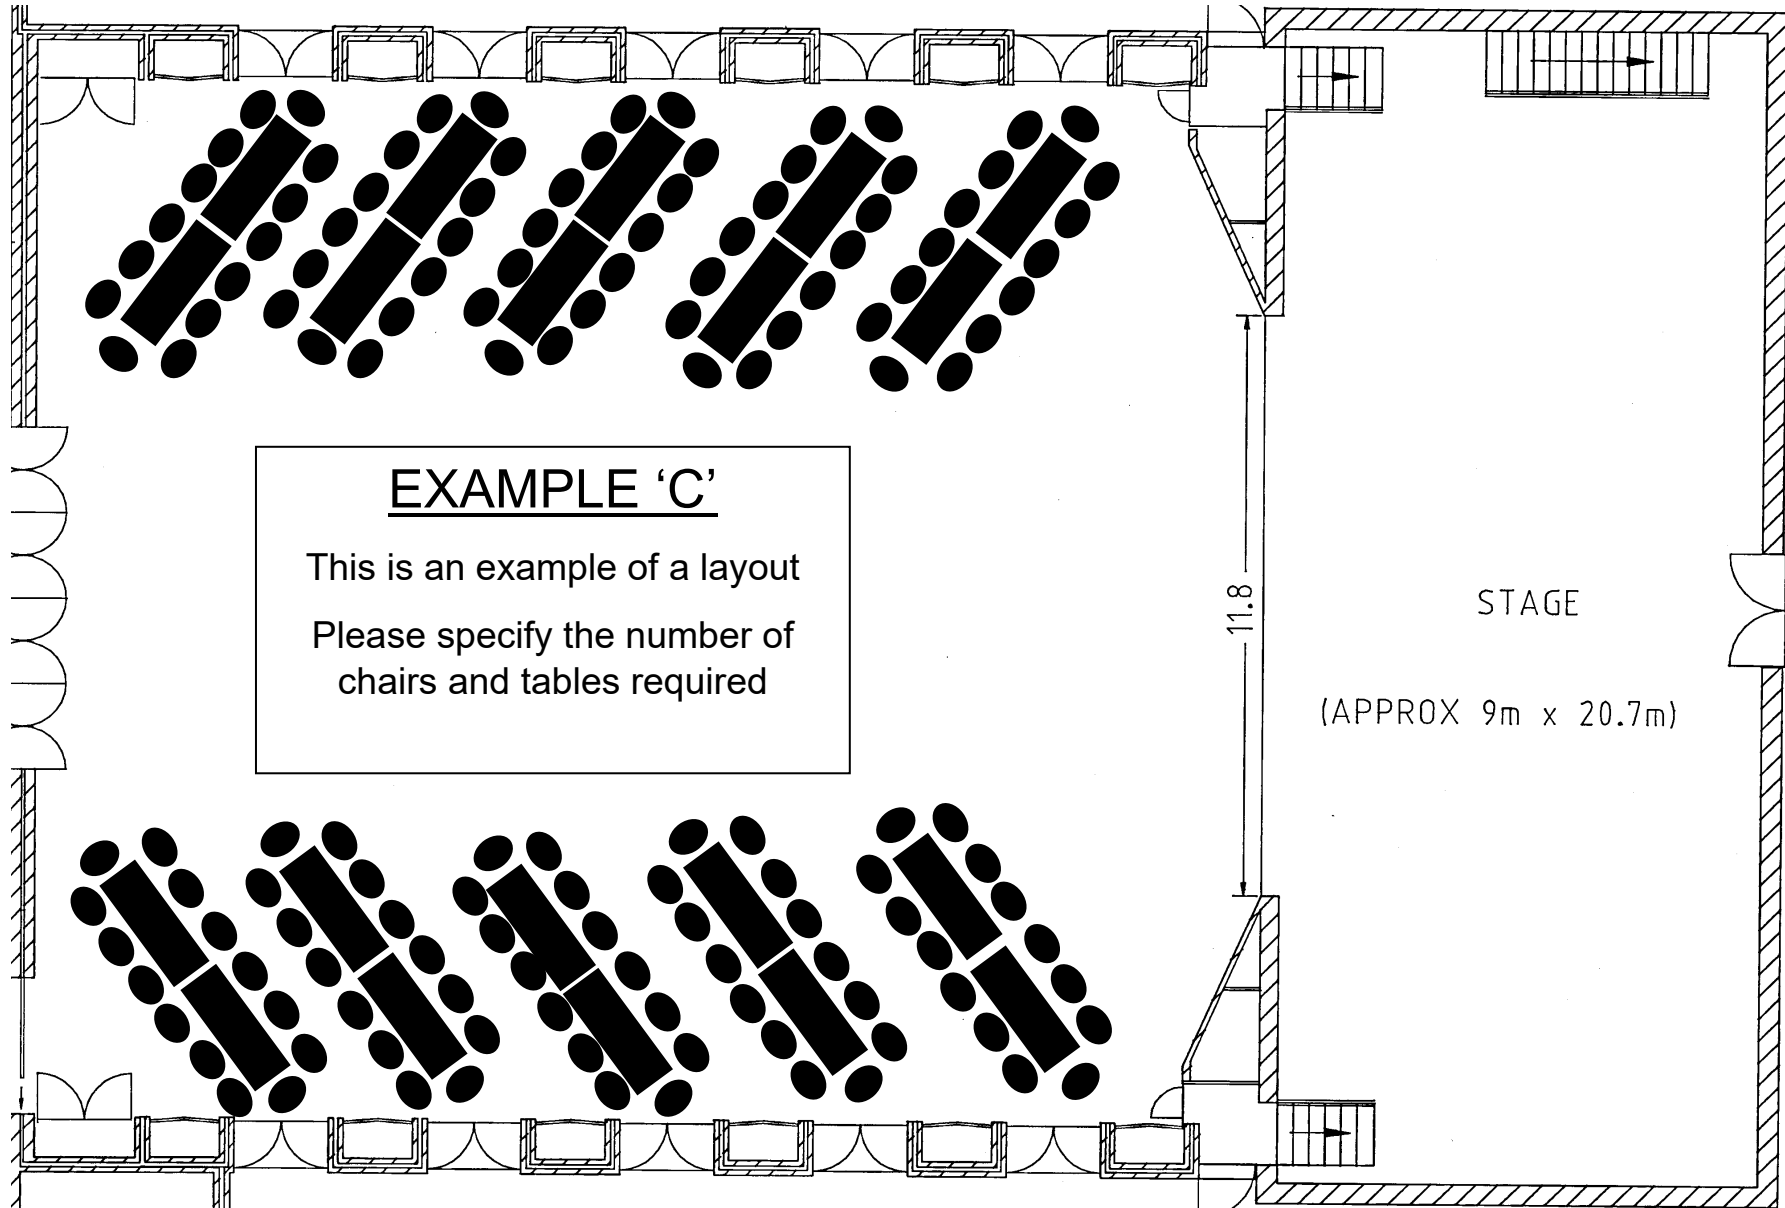 EXAMPLE ‘C’
This is an example of a layout
Please specify the number of
chairs and tables required
11.8
STAGE
(APPROX 9m x 20.7m)